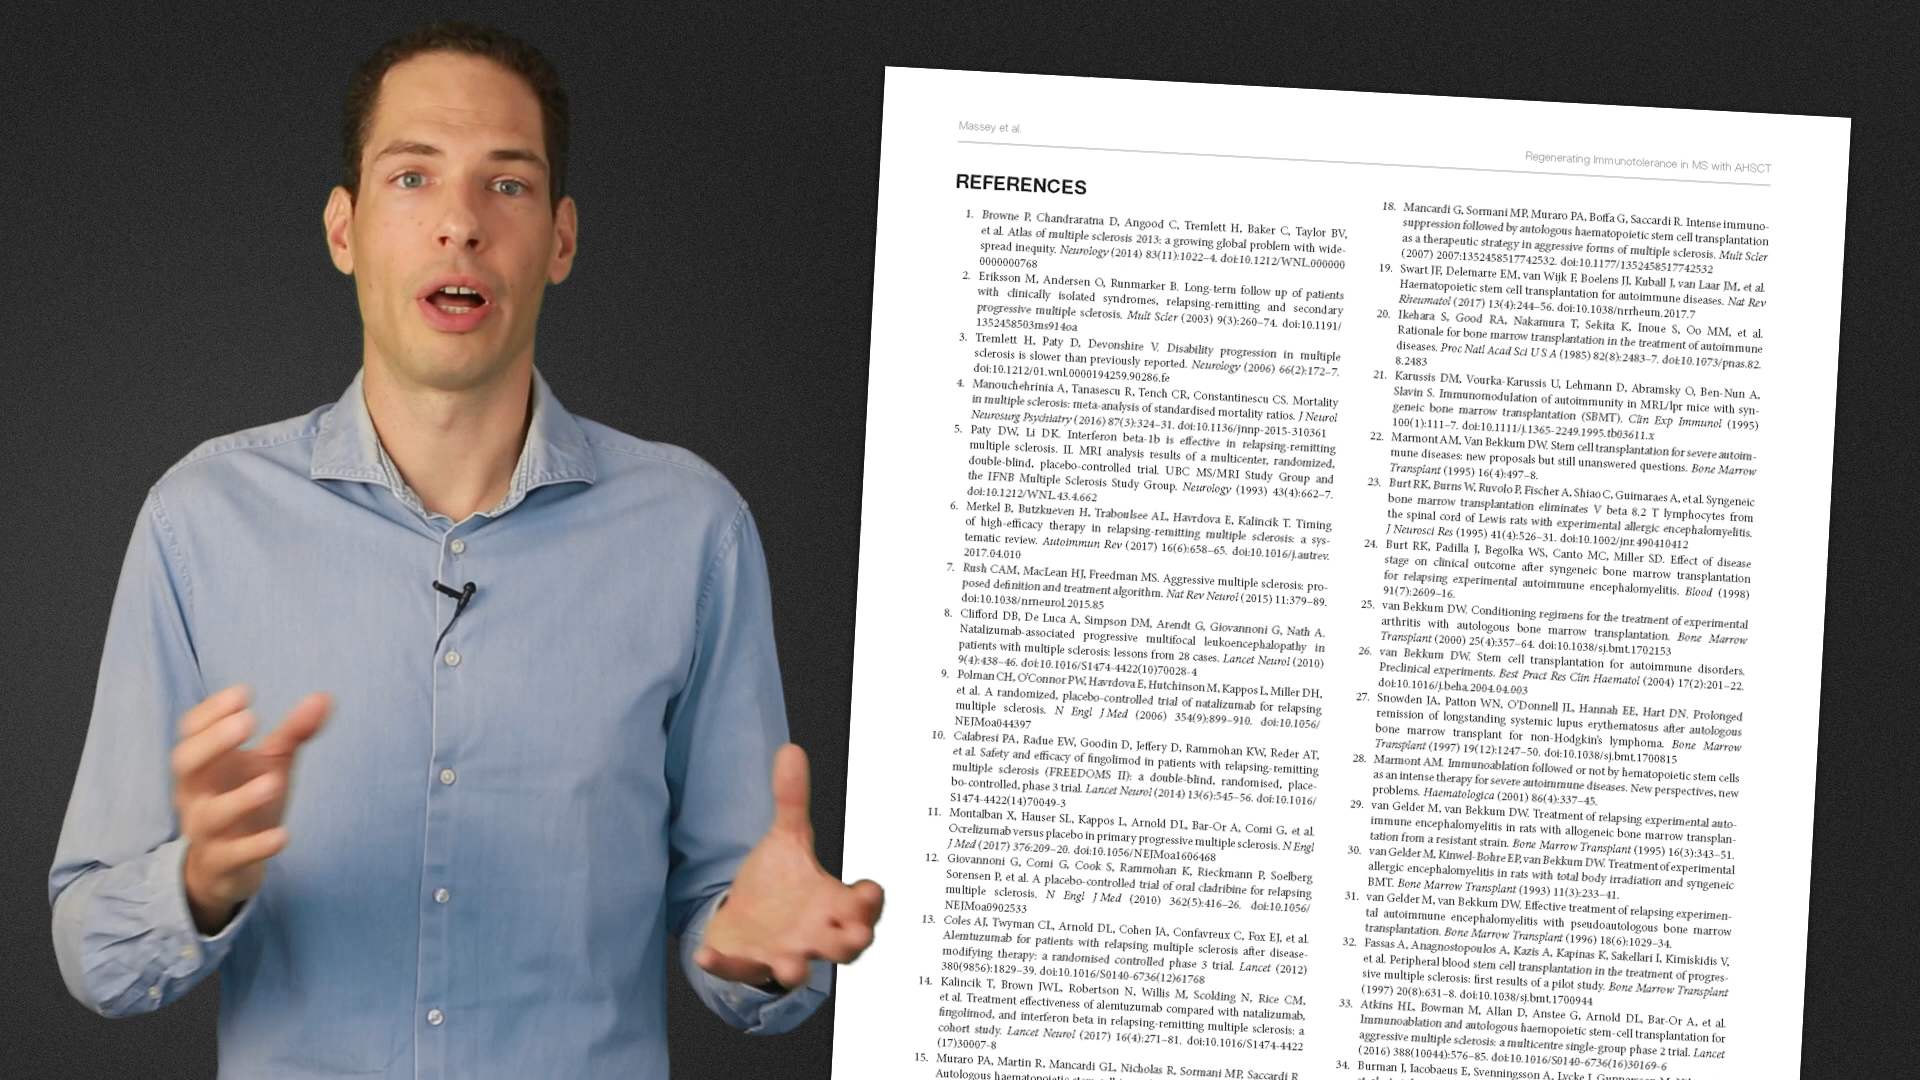 Massey et al.
Regenerating Immunotolerance in MS with AHSCT
REFERENCES
1. Browne P, Chandraratna D, Angood C, Tremlett H, Baker C, Taylor BV,
et al. Atlas of multiple sclerosis 2013: a growing global problem with wide-
spread inequity. Neurology (2014) 83(11):1022–4. doi:10.1212/WNL.000000
0000000768
2. Eriksson M, Andersen O, Runmarker B. Long-term follow up of patients
with clinically isolated syndromes, relapsing-remitting and secondary
progressive multiple sclerosis. Mult Scler (2003) 9(3):260–74. doi:10.1191/
1352458503ms914oa
3. Tremlett H, Paty D, Devonshire V. Disability progression in multiple
sclerosis is slower than previously reported. Neurology (2006) 66(2):172–7.
doi:10.1212/01.wnl.0000194259.90286.fe
4. Manouchehrinia A, Tanasescu R, Tench CR, Constantinescu CS. Mortality
in multiple sclerosis: meta-analysis of standardised mortality ratios. J Neurol
Neurosurg Psychiatry (2016) 87(3):324–31. doi:10.1136/jnnp-2015-310361
5. Paty DW, Li DK. Interferon beta-1b is effective in relapsing-remitting
multiple sclerosis. II. MRI analysis results of a multicenter, randomized,
double-blind, placebo-controlled trial. UBC MS/MRI Study Group and
the IFNB Multiple Sclerosis Study Group. Neurology (1993) 43(4):662–7.
doi:10.1212/WNL.43.4.662
6. Merkel B, Butzkueven H, Traboulsee AL, Havrdova E, Kalincik T. Timing
of high-efficacy therapy in relapsing-remitting multiple sclerosis: a sys-
tematic review. Autoimmun Rev (2017) 16(6):658–65. doi:10.1016/j.autrev.
2017.04.010
7. Rush CAM, MacLean HJ, Freedman MS. Aggressive multiple sclerosis: pro-
posed definition and treatment algorithm. Nat Rev Neurol (2015) 11:379–89.
doi:10.1038/nrneurol.2015.85
8. Clifford DB, De Luca A, Simpson DM, Arendt G, Giovannoni G, Nath A.
Natalizumab-associated progressive multifocal leukoencephalopathy in
patients with multiple sclerosis: lessons from 28 cases. Lancet Neurol (2010)
9(4):438–46. doi:10.1016/S1474-4422(10)70028-4
9. Polman CH, O'Connor PW, Havrdova E, Hutchinson M, Kappos L, Miller DH,
et al. A randomized, placebo-controlled trial of natalizumab for relapsing
multiple sclerosis. N Engl J Med (2006) 354(9):899–910. doi:10.1056/
NEJMoa044397
10. Calabresi PA, Radue EW, Goodin D, Jeffery D, Rammohan KW, Reder AT,
et al. Safety and efficacy of fingolimod in patients with relapsing-remitting
multiple sclerosis (FREEDOMS II): a double-blind, randomised, place-
bo-controlled, phase 3 trial. Lancet Neurol (2014) 13(6):545–56. doi:10.1016/
S1474-4422(14)70049-3
11. Montalban X, Hauser SL, Kappos L, Arnold DL, Bar-Or A, Comi G, et al.
Ocrelizumab versus placebo in primary progressive multiple sclerosis. N Engl
J Med (2017) 376:209–20. doi:10.1056/NEJMoa1606468
12. Giovannoni G, Comi G, Cook S, Rammohan K, Rieckmann P, Soelberg
Sorensen P, et al. A placebo-controlled trial of oral cladribine for relapsing
multiple sclerosis. N Engl J Med (2010) 362(5):416–26. doi:10.1056/
NEJMoa0902533
13. Coles AJ, Twyman CL, Arnold DL, Cohen JA, Confavreux C, Fox EJ, et al.
Alemtuzumab for patients with relapsing multiple sclerosis after disease-
modifying therapy: a randomised controlled phase 3 trial. Lancet (2012)
380(9856):1829–39. doi:10.1016/S0140-6736(12)61768
14. Kalincik T, Brown JWL, Robertson N, Willis M, Scolding N, Rice CM,
et al. Treatment effectiveness of alemtuzumab compared with natalizumab,
fingolimod, and interferon beta in relapsing-remitting multiple sclerosis: a
cohort study. Lancet Neurol (2017) 16(4):271–81. doi:10.1016/S1474-4422
(17)30007-8
15. Muraro PA, Martin R, Mancardi GL, Nicholas R, Sormani MP, Saccardi R.
18. Mancardi G, Sormani MP, Muraro PA, Boffa G, Saccardi R. Intense immuno-
suppression followed by autologous haematopoietic stem cell transplantation
as a therapeutic strategy in aggressive forms of multiple sclerosis. Mult Scler
(2007) 2007:1352458517742532. doi:10.1177/1352458517742532
19. Swart JF, Delemarre EM, van Wijk F, Boelens JJ, Kuball J, van Laar JM, et al.
Haematopoietic stem cell transplantation for autoimmune diseases. Nat Rev
Rheumatol (2017) 13(4):244–56. doi:10.1038/nrrheum.2017.7
20. Ikehara S, Good RA, Nakamura T, Sekita K, Inoue S, Oo MM, et al.
Rationale for bone marrow transplantation in the treatment of autoimmune
diseases. Proc Natl Acad Sci U S A (1985) 82(8):2483–7. doi:10.1073/pnas.82.
8.2483
21. Karussis DM, Vourka-Karussis U, Lehmann D, Abramsky O, Ben-Nun A,
Slavin S. Immunomodulation of autoimmunity in MRL/lpr mice with syn-
geneic bone marrow transplantation (SBMT). Clin Exp Immunol (1995)
100(1):111–7. doi:10.1111/j.1365-2249.1995.tb03611.x
22. Marmont AM, Van Bekkum DW. Stem cell transplantation for severe autoim-
mune diseases: new proposals but still unanswered questions. Bone Marrow
Transplant (1995) 16(4):497–8.
23. Burt RK, Burns W, Ruvolo P, Fischer A, Shiao C, Guimaraes A, et al. Syngeneic
bone marrow transplantation eliminates V beta 8.2 T lymphocytes from
the spinal cord of Lewis rats with experimental allergic encephalomyelitis.
J Neurosci Res (1995) 41(4):526–31. doi:10.1002/jnr.490410412
24. Burt RK, Padilla J, Begolka WS, Canto MC, Miller SD. Effect of disease
stage on clinical outcome after syngeneic bone marrow transplantation
for relapsing experimental autoimmune encephalomyelitis. Blood (1998)
91(7):2609–16.
25. van Bekkum DW. Conditioning regimens for the treatment of experimental
arthritis with autologous bone marrow transplantation. Bone Marrow
Transplant (2000) 25(4):357–64. doi:10.1038/sj.bmt.1702153
26. van Bekkum DW. Stem cell transplantation for autoimmune disorders.
Preclinical experiments. Best Pract Res Clin Haematol (2004) 17(2):201–22.
doi:10.1016/j.beha.2004.04.003
27. Snowden JA, Patton WN, O'Donnell JL, Hannah EE, Hart DN. Prolonged
remission of longstanding systemic lupus erythematosus after autologous
bone marrow transplant for non-Hodgkin's lymphoma. Bone Marrow
Transplant (1997) 19(12):1247–50. doi:10.1038/sj.bmt.1700815
28. Marmont AM. Immunoablation followed or not by hematopoietic stem cells
as an intense therapy for severe autoimmune diseases. New perspectives, new
problems. Haematologica (2001) 86(4):337–45.
29. van Gelder M, van Bekkum DW. Treatment of relapsing experimental auto-
immune encephalomyelitis in rats with allogeneic bone marrow transplan-
tation from a resistant strain. Bone Marrow Transplant (1995) 16(3):343–51.
30. van Gelder M, Kinwel-Bohre EP, van Bekkum DW. Treatment of experimental
allergic encephalomyelitis in rats with total body irradiation and syngeneic
BMT. Bone Marrow Transplant (1993) 11(3):233–41.
31. van Gelder M, van Bekkum DW. Effective treatment of relapsing experimen-
tal autoimmune encephalomyelitis with pseudoautologous bone marrow
transplantation. Bone Marrow Transplant (1996) 18(6):1029–34.
32. Fassas A, Anagnostopoulos A, Kazis A, Kapinas K, Sakellari I, Kimiskidis V,
et al. Peripheral blood stem cell transplantation in the treatment of progres-
sive multiple sclerosis: first results of a pilot study. Bone Marrow Transplant
(1997) 20(8):631–8. doi:10.1038/sj.bmt.1700944
33. Atkins HL, Bowman M, Allan D, Anstee G, Arnold DL, Bar-Or A, et al.
Immunoablation and autologous haemopoietic stem-cell transplantation for
aggressive multiple sclerosis: a multicentre single-group phase 2 trial. Lancet
(2016) 388(10044):576–85. doi:10.1016/S0140-6736(16)30169-6
34. Burman J, Iacobaeus E, Svenningsson A, Lycke J,